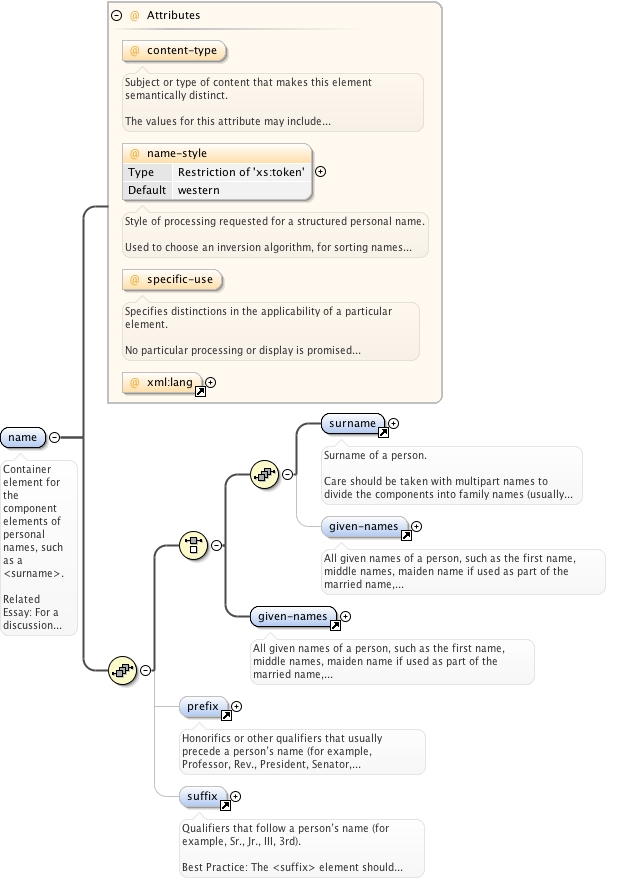 @ Attributes
@ content-type
Subject or type of content that makes this element
semantically distinct.
The values for this attribute may include...
@ name-style
Type Restriction of 'xs:token'
Default western
Style of processing requested for a structured personal name.
Used to choose an inversion algorithm, for sorting names...
@ specific-use
Specifies distinctions in the applicability of a particular
element.
No particular processing or display is promised...
@ xml:lang
name
Container
element for
the
component
elements of
personal
names, such
as a
<surname>.
Related
Essay: For a
discussion...
surname
Surname of a person.
Care should be taken with multipart names to
divide the components into family names (usually...
given-names
All given names of a person, such as the first name,
middle names, maiden name if used as part of the
married name,...
given-names
All given names of a person, such as the first name,
middle names, maiden name if used as part of the
married name,...
prefix
Honorifics or other qualifiers that usually
precede a person's name (for example,
Professor, Rev., President, Senator,...
suffix
Qualifiers that follow a person's name (for
example, Sr., Jr., III, 3rd).
Best Practice: The <suffix> element should...